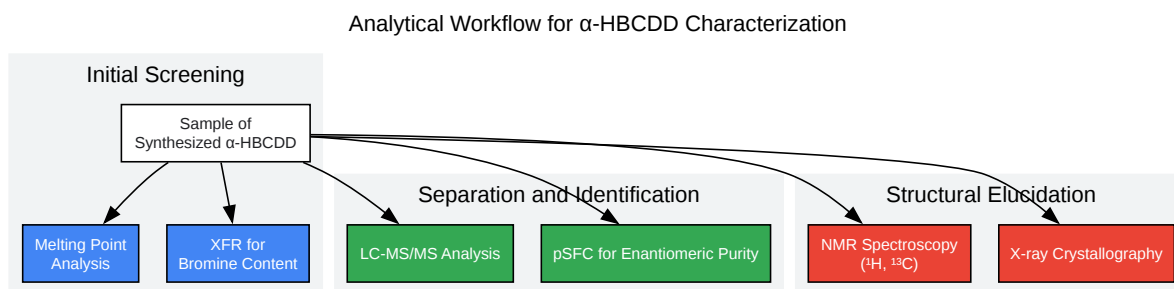 Analytical Workflow for α-HBCDD Characterization
Initial Screening
Sample of
Synthesized α-HBCDD
Separation and Identification
Structural Elucidation
Melting Point
Analysis
XFR for
Bromine Content
LC-MS/MS Analysis
pSFC for Enantiomeric Purity
NMR Spectroscopy
(¹H, ¹³C)
X-ray Crystallography